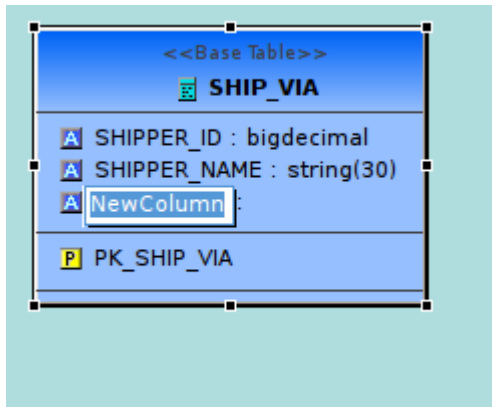 <<Base Table>>
SHIP_VIA
A SHIPPER_ID : bigdecimal
A SHIPPER_NAME : string(30)
A NewColumn :
P PK_SHIP_VIA